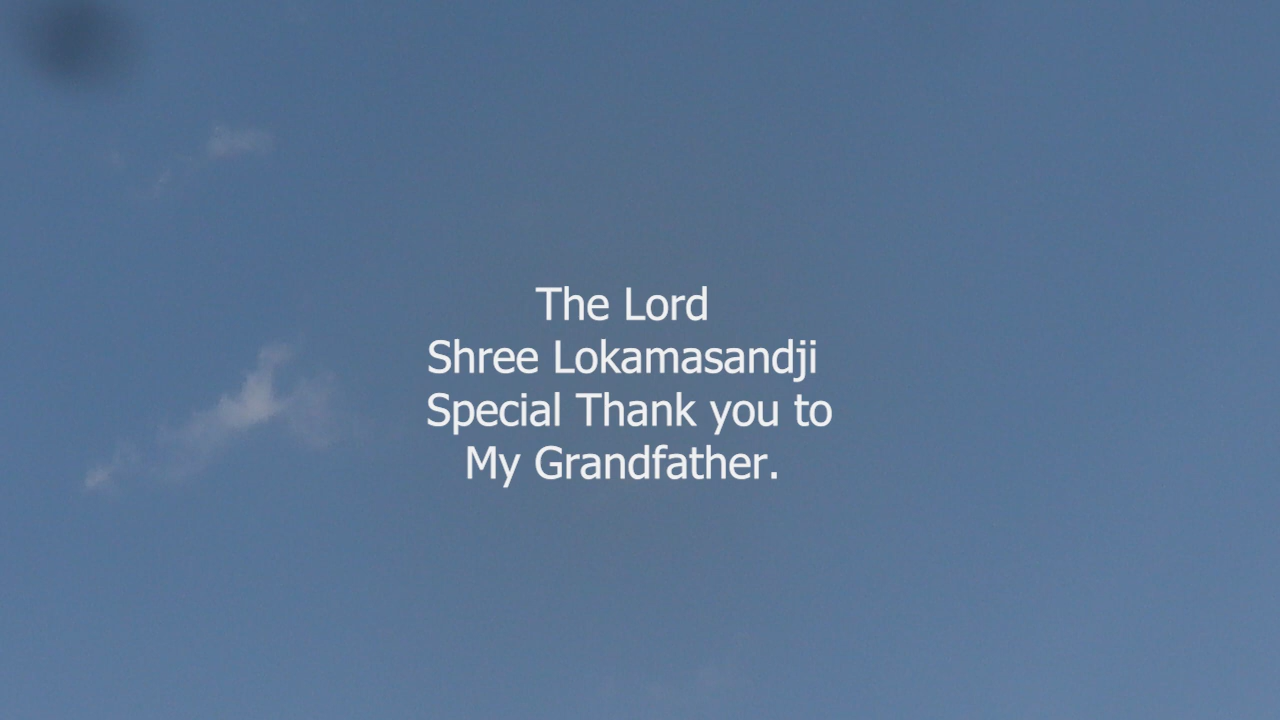 The Lord
Shree Lokamasandji
Special Thank you to
My Grandfather.